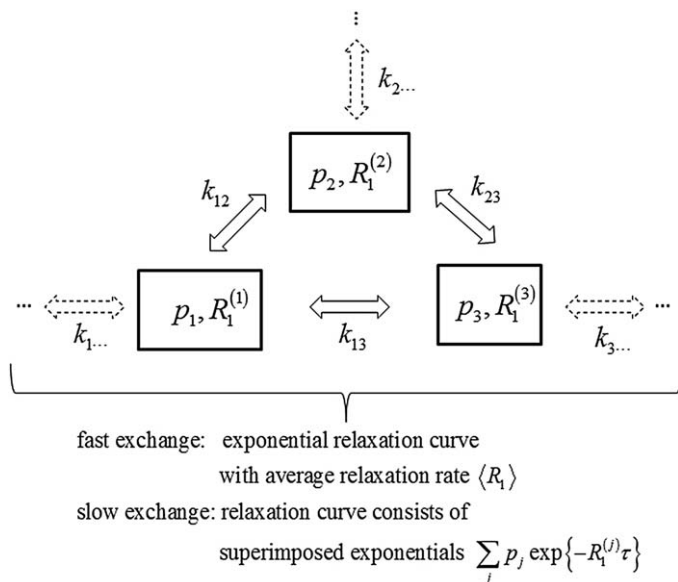 ⋮
k₂...
p₂, R₁⁽²⁾
k₁₂
k₂₃
...
p₁, R₁⁽¹⁾
p₃, R₁⁽³⁾
...
k₁...
k₁₃
k₃...
fast exchange: exponential relaxation curve
with average relaxation rate ⟨R₁⟩
slow exchange: relaxation curve consists of
superimposed exponentials ∑ⱼ pⱼ exp{−R₁⁽ʲ⁾τ}